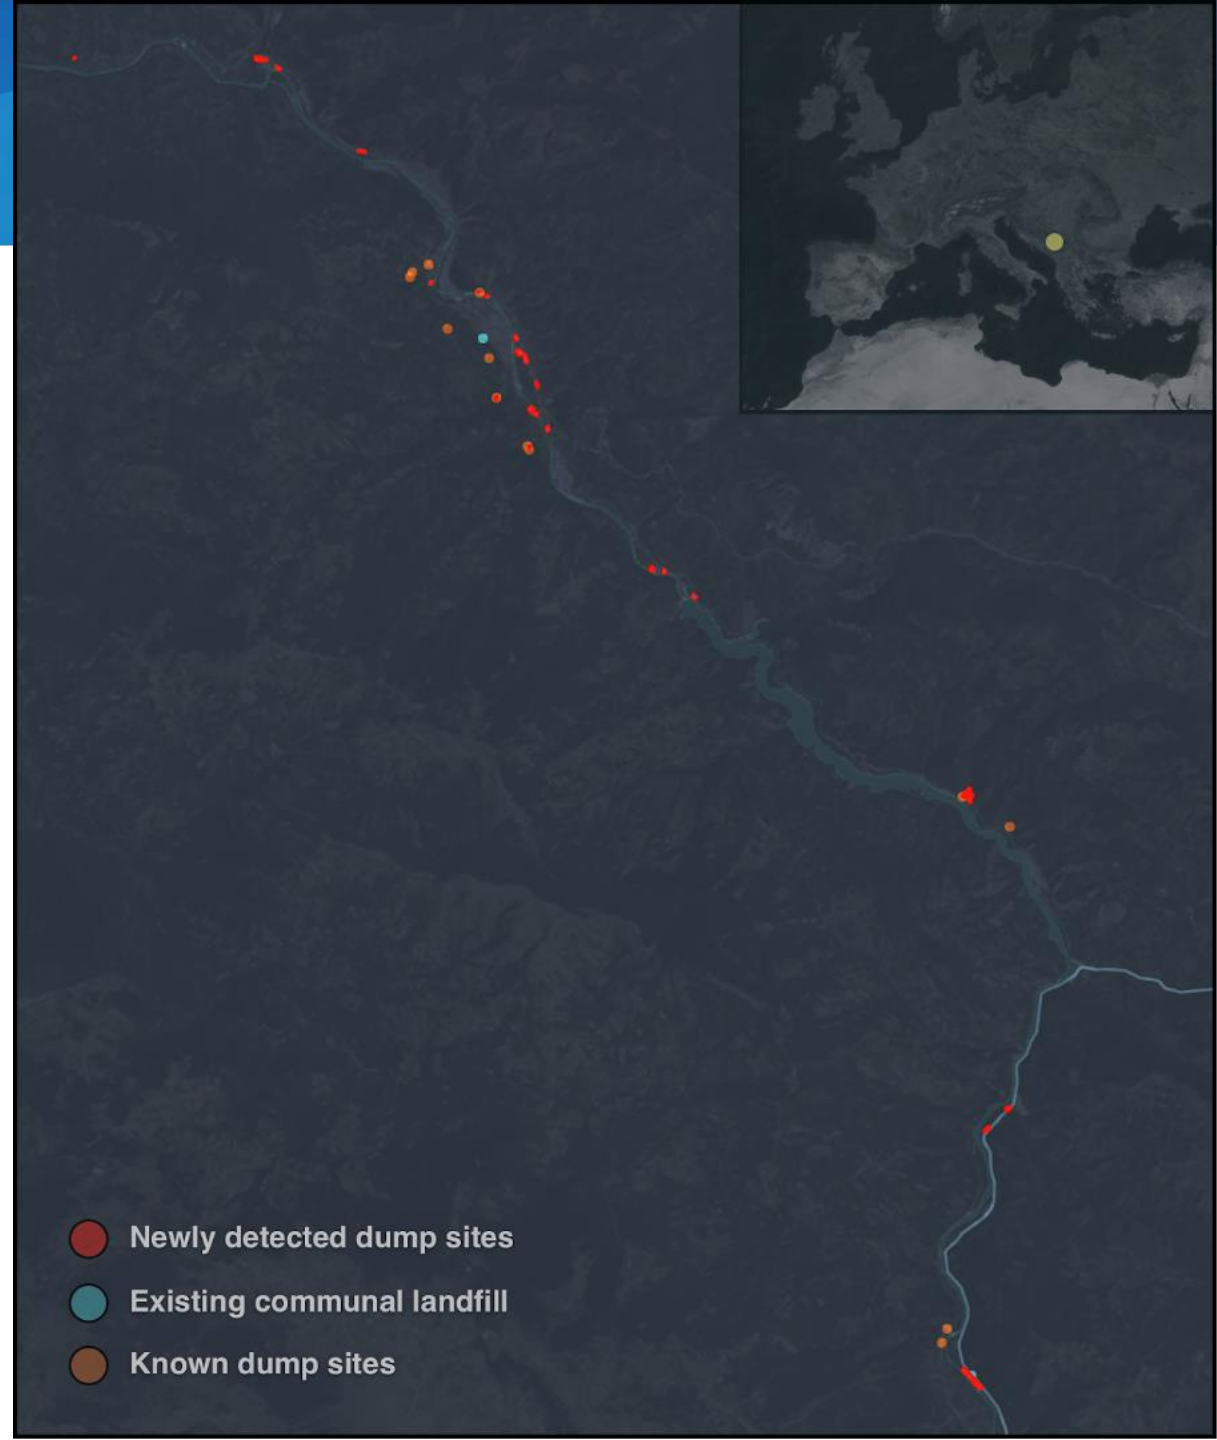 Newly detected dump sites
Existing communal landfill
Known dump sites